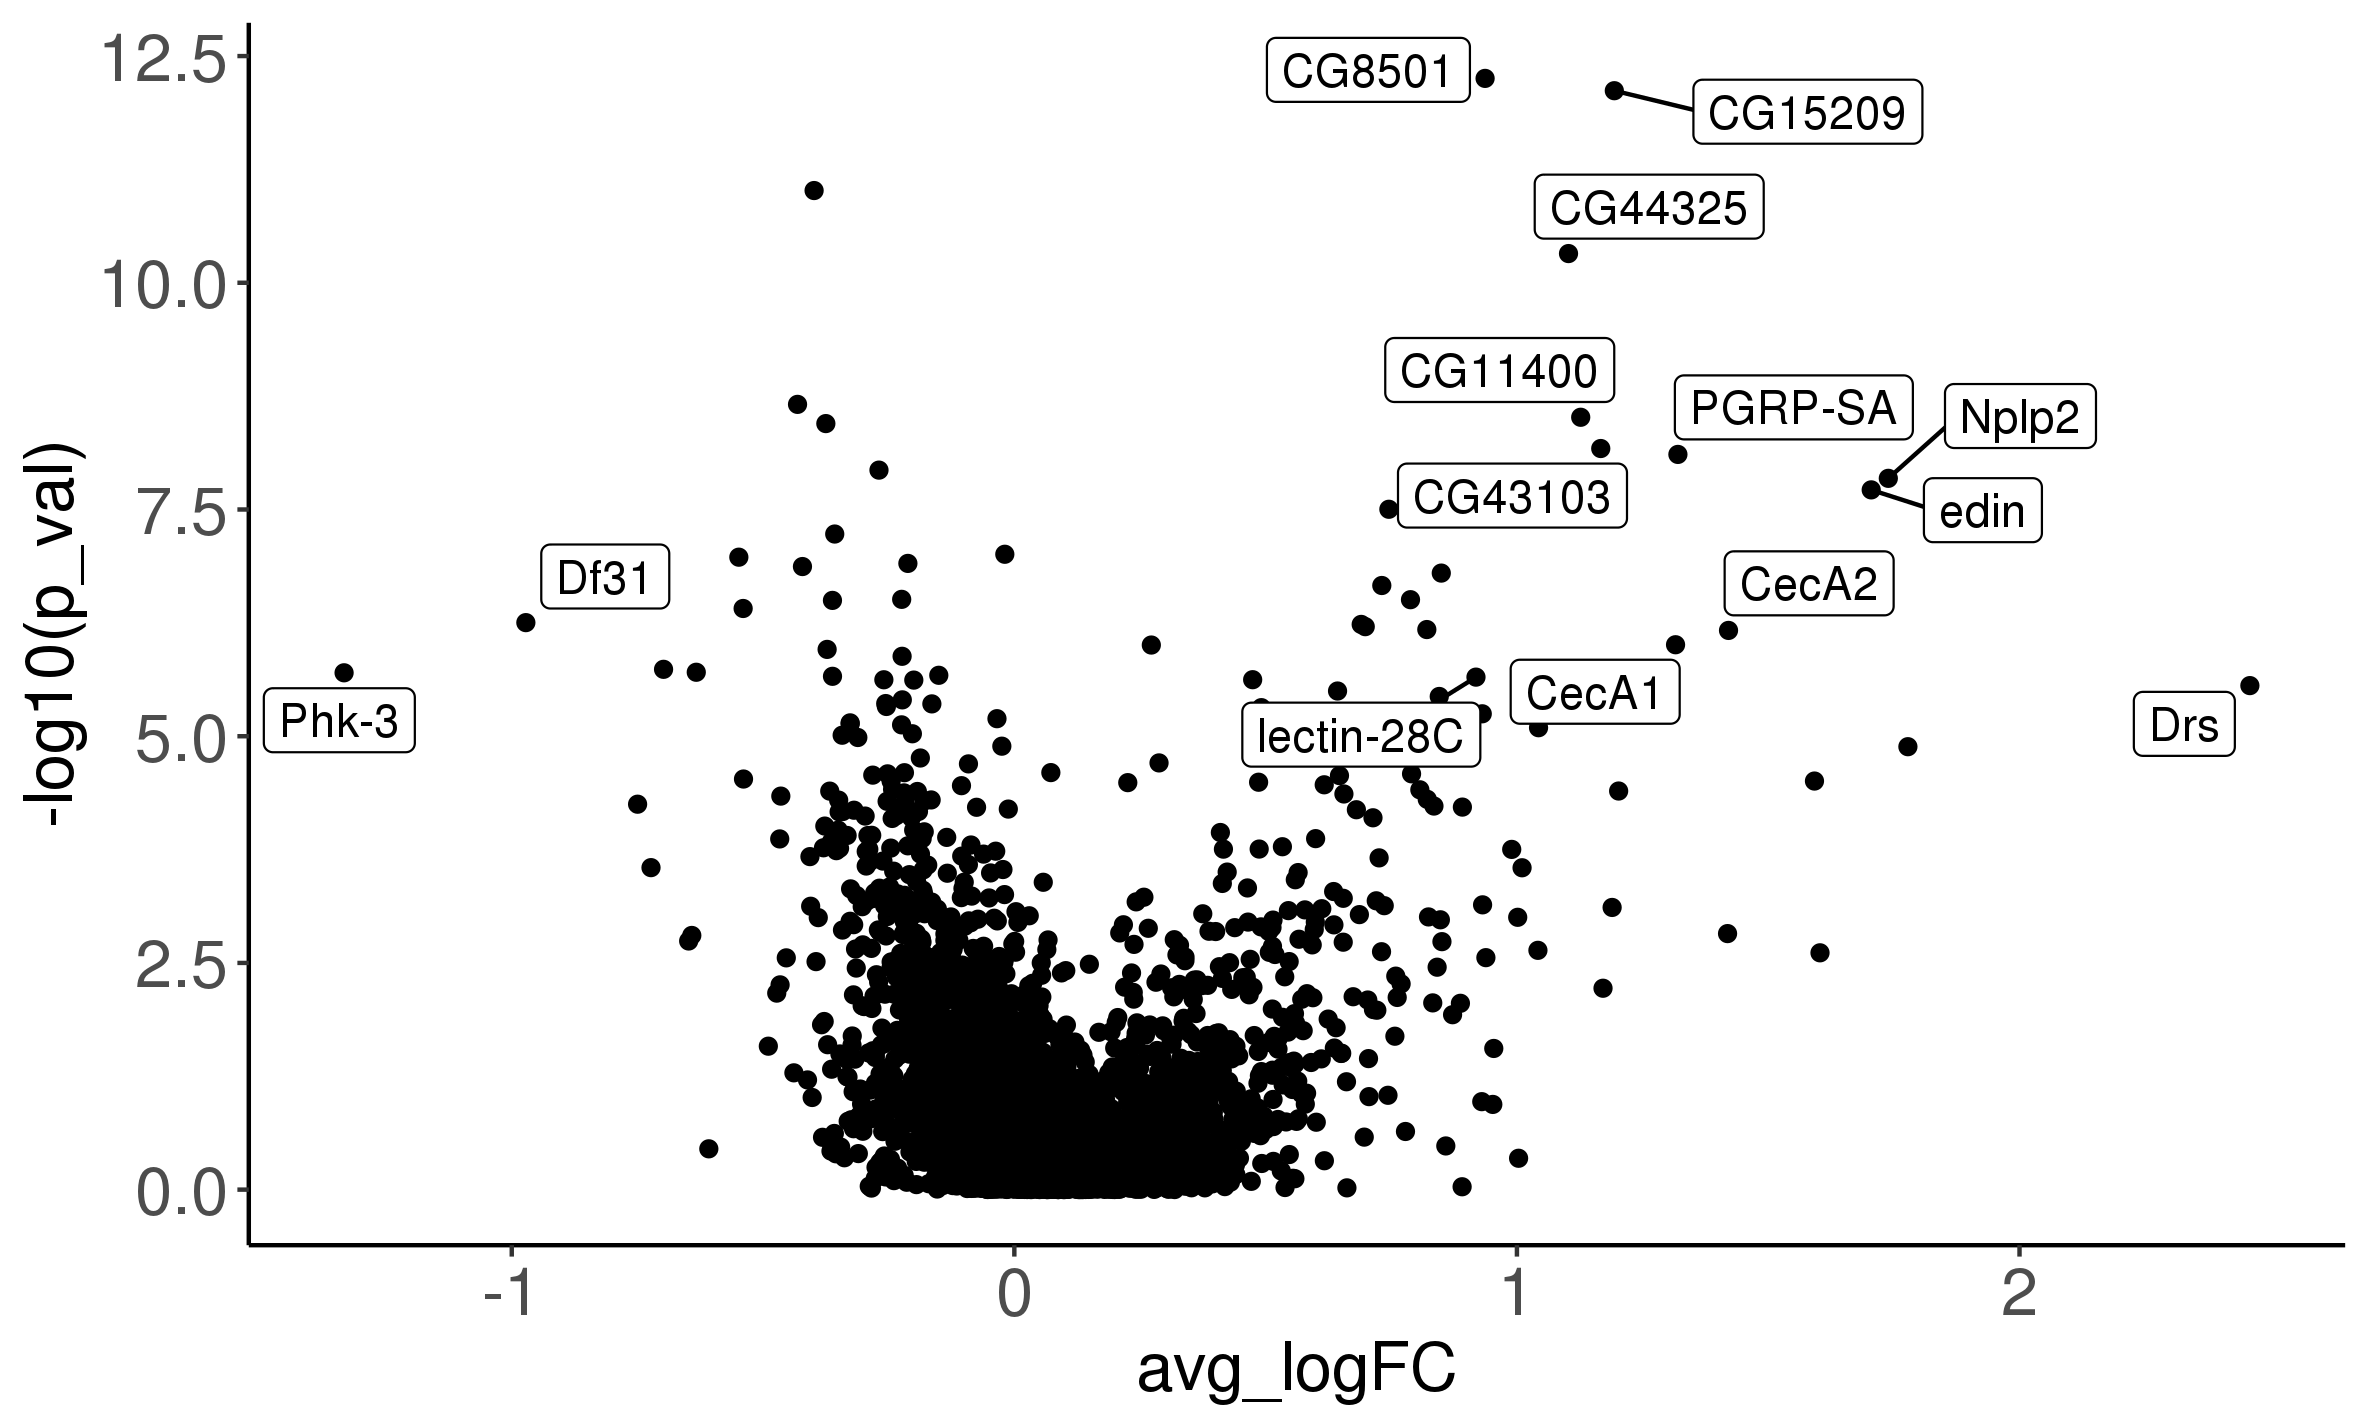 12.5
10.0
7.5
5.0
2.5
0.0
-log10(p_val)
CG8501
CG15209
CG44325
CG11400
PGRP-SA
Nplp2
CG43103
edin
Df31
CecA2
CecA1
Phk-3
lectin-28C
Drs
-1
0
1
2
avg_logFC